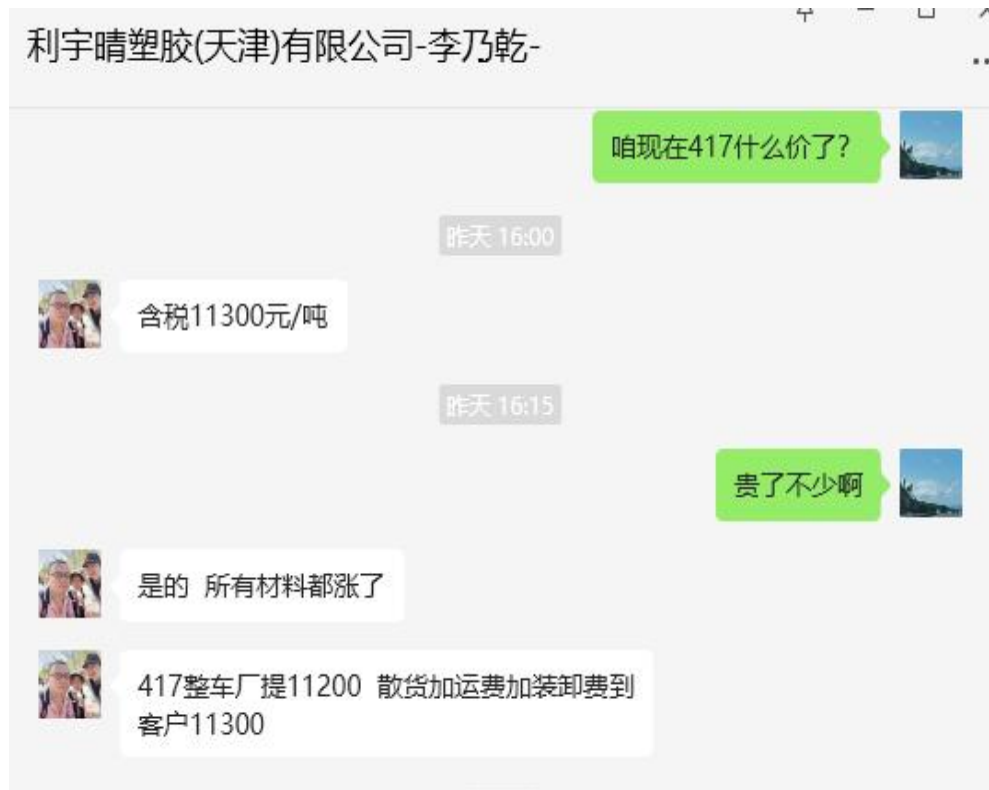 利宇晴塑胶(天津)有限公司-李乃乾-
咱现在417什么价了？
昨天 16:00
含税11300元/吨
昨天 16:15
贵了不少啊
是的 所有材料都涨了
417整车厂提11200 散货加运费加装卸费到
客户11300